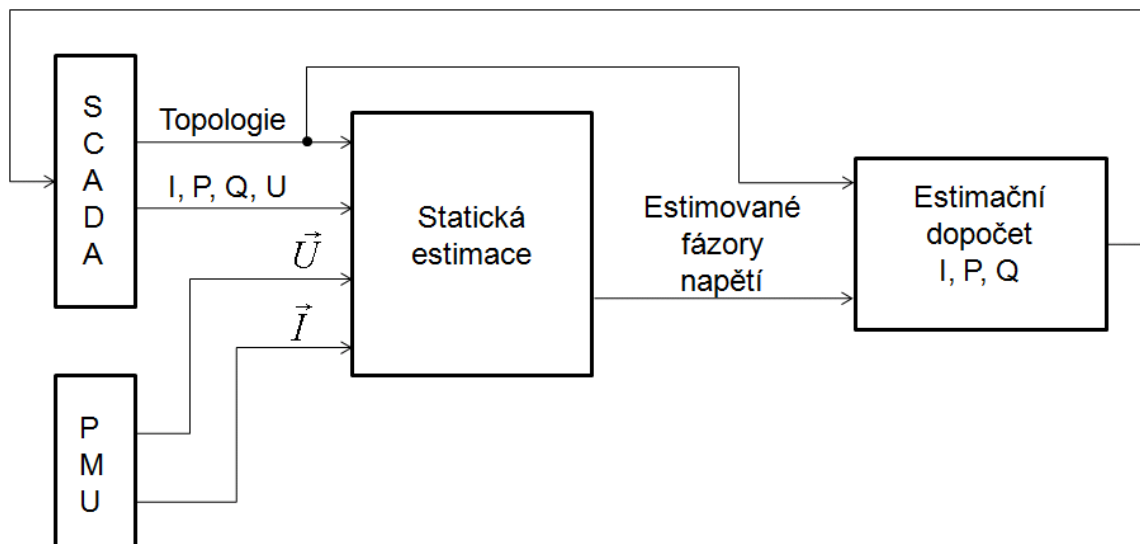 S
C
A
D
A
Topologie
I, P, Q, U
U⃗
I⃗
P
M
U
Statická
estimace
Estimované
fázory
napětí
Estimační
dopočet
I, P, Q